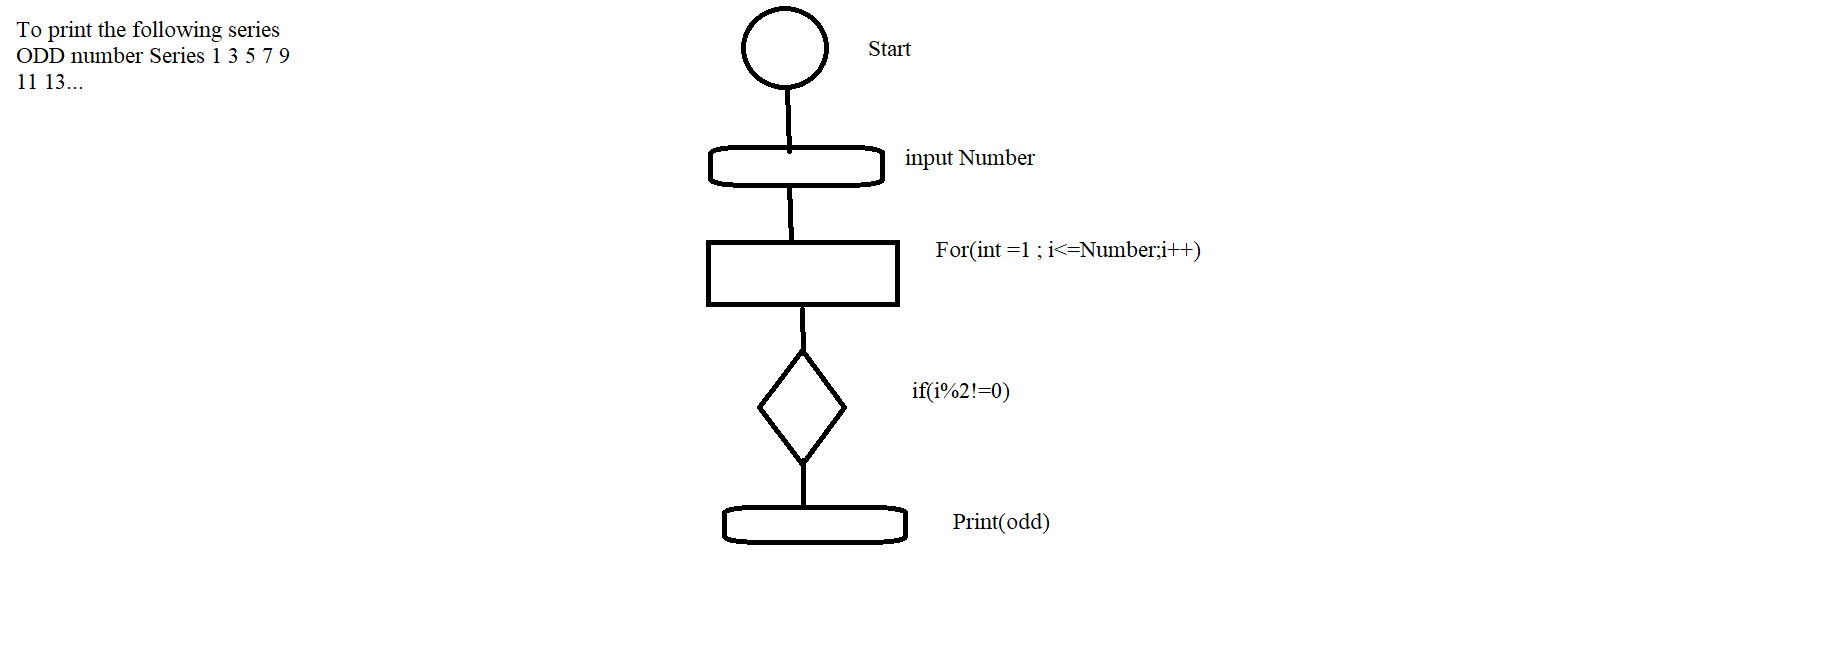 To print the following series
ODD number Series 1 3 5 7 9
11 13...
Start
input Number
For(int =1 ; i<=Number;i++)
if(i%2!=0)
Print(odd)